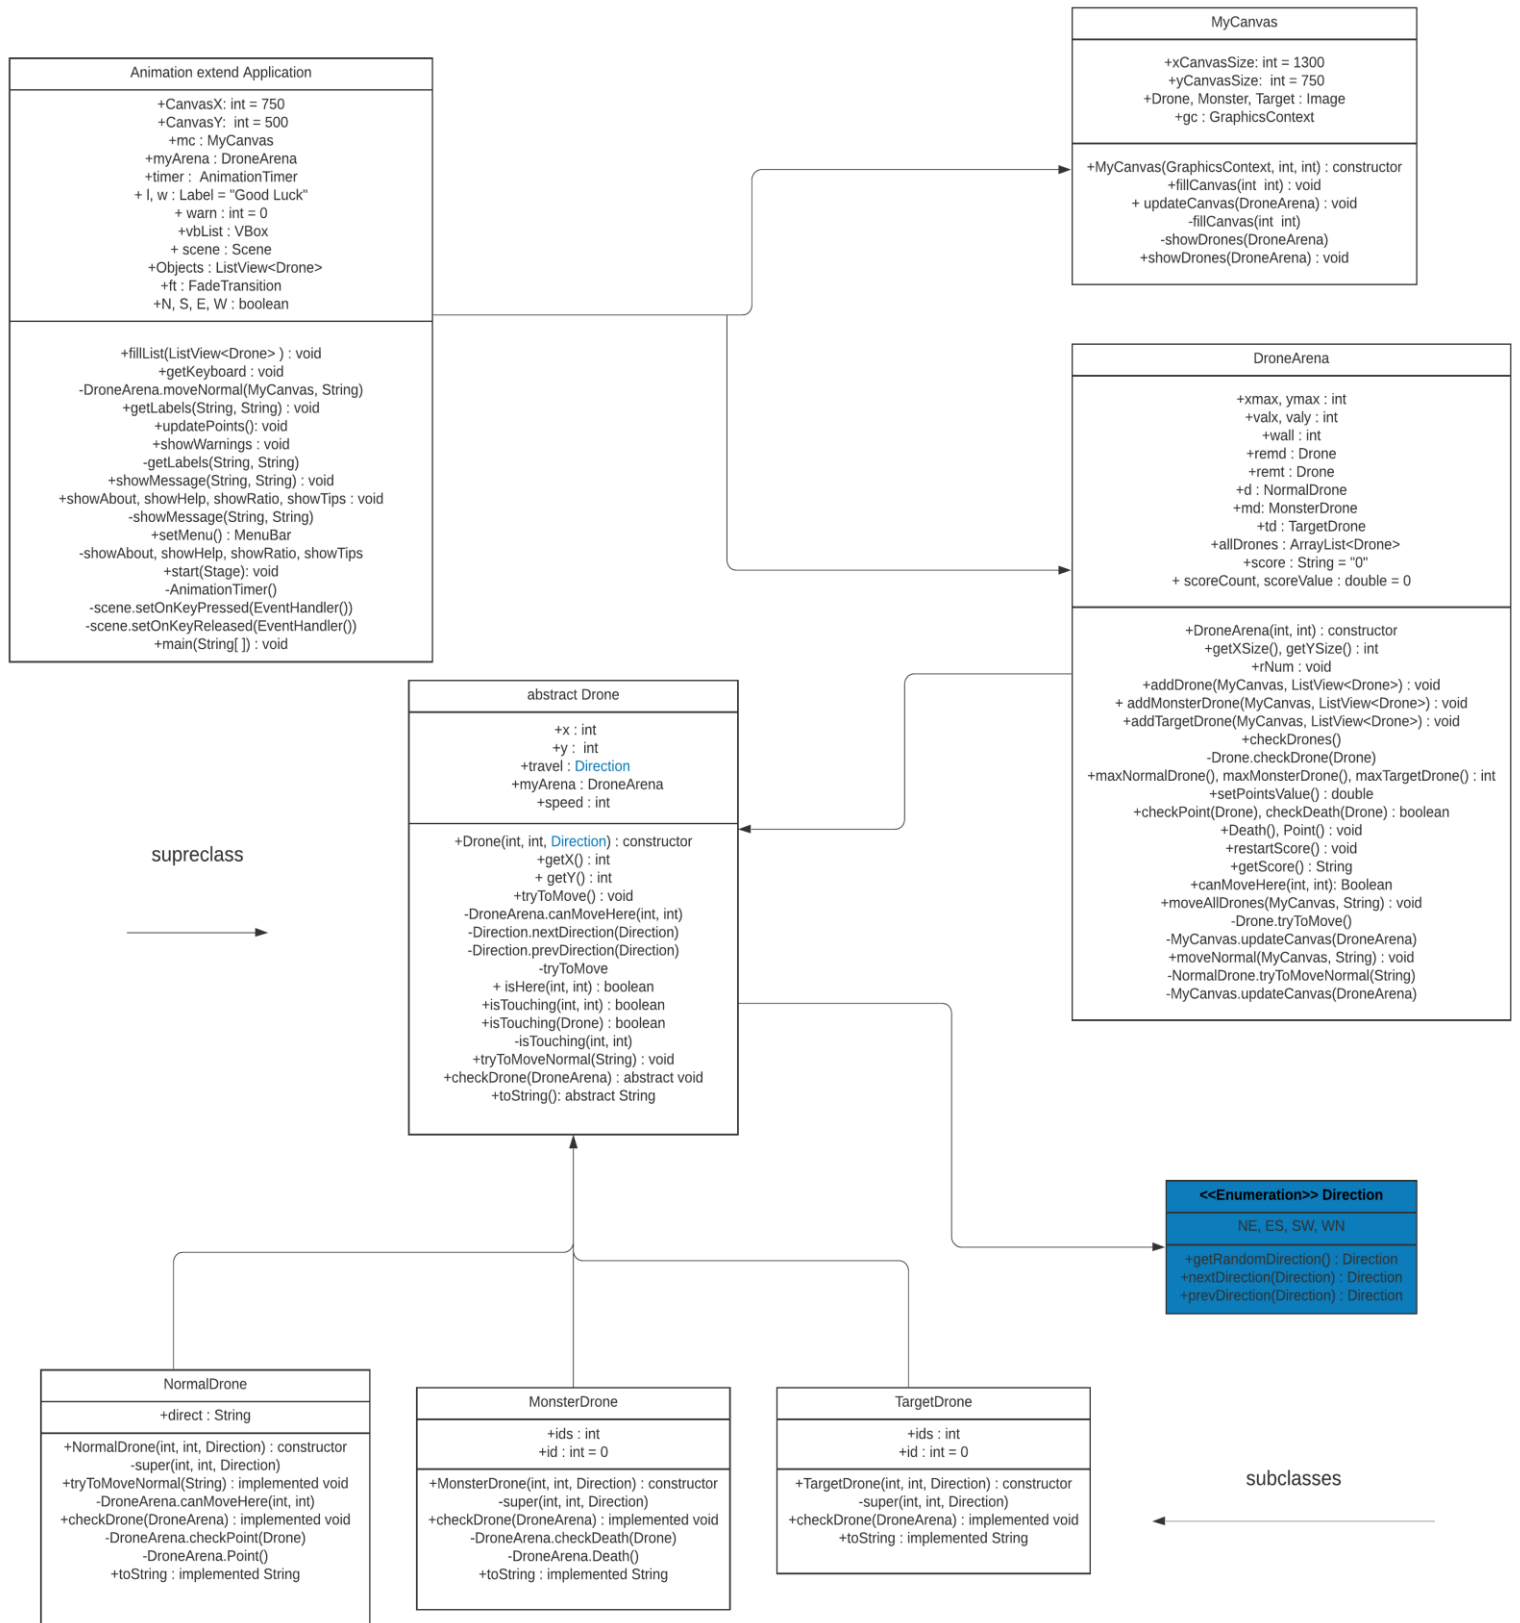 MyCanvas
+xCanvasSize: int = 1300
+yCanvasSize:  int = 750
+Drone, Monster, Target : Image
+gc : GraphicsContext
+MyCanvas(GraphicsContext, int, int) : constructor
+fillCanvas(int  int) : void
+ updateCanvas(DroneArena) : void
-fillCanvas(int  int)
-showDrones(DroneArena)
+showDrones(DroneArena) : void
Animation extend Application
+CanvasX: int = 750
+CanvasY:  int = 500
+mc : MyCanvas
+myArena : DroneArena
+timer :  AnimationTimer
+ l, w : Label = "Good Luck"
+ warn : int = 0
+vbList : VBox
+ scene : Scene
+Objects : ListView<Drone>
+ft : FadeTransition
+N, S, E, W : boolean
+fillList(ListView<Drone> ) : void
+getKeyboard : void
-DroneArena.moveNormal(MyCanvas, String)
+getLabels(String, String) : void
+updatePoints(): void
+showWarnings : void
-getLabels(String, String)
+showMessage(String, String) : void
+showAbout, showHelp, showRatio, showTips : void
-showMessage(String, String)
+setMenu() : MenuBar
-showAbout, showHelp, showRatio, showTips
+start(Stage): void
-AnimationTimer()
-scene.setOnKeyPressed(EventHandler())
-scene.setOnKeyReleased(EventHandler())
+main(String[ ]) : void
DroneArena
+xmax, ymax : int
+valx, valy : int
+wall : int
+remd : Drone
+remt : Drone
+d : NormalDrone
+md: MonsterDrone
+td : TargetDrone
+allDrones : ArrayList<Drone>
+score : String = "0"
+ scoreCount, scoreValue : double = 0
+DroneArena(int, int) : constructor
+getXSize(), getYSize() : int
+rNum : void
+addDrone(MyCanvas, ListView<Drone>) : void
+ addMonsterDrone(MyCanvas, ListView<Drone>) : void
+addTargetDrone(MyCanvas, ListView<Drone>) : void
+checkDrones()
-Drone.checkDrone(Drone)
+maxNormalDrone(), maxMonsterDrone(), maxTargetDrone() : int
+setPointsValue() : double
+checkPoint(Drone), checkDeath(Drone) : boolean
+Death(), Point() : void
+restartScore() : void
+getScore() : String
+canMoveHere(int, int): Boolean
+moveAllDrones(MyCanvas, String) : void
-Drone.tryToMove()
-MyCanvas.updateCanvas(DroneArena)
+moveNormal(MyCanvas, String) : void
-NormalDrone.tryToMoveNormal(String)
-MyCanvas.updateCanvas(DroneArena)
abstract Drone
+x : int
+y :  int
+travel : Direction
+myArena : DroneArena
+speed : int
+Drone(int, int, Direction) : constructor
+getX() : int
+ getY() : int
+tryToMove() : void
-DroneArena.canMoveHere(int, int)
-Direction.nextDirection(Direction)
-Direction.prevDirection(Direction)
-tryToMove
+ isHere(int, int) : boolean
+isTouching(int, int) : boolean
+isTouching(Drone) : boolean
-isTouching(int, int)
+tryToMoveNormal(String) : void
+checkDrone(DroneArena) : abstract void
+toString(): abstract String
supreclass
<<Enumeration>> Direction
NE, ES, SW, WN
+getRandomDirection() : Direction
+nextDirection(Direction) : Direction
+prevDirection(Direction) : Direction
NormalDrone
+direct : String
+NormalDrone(int, int, Direction) : constructor
-super(int, int, Direction)
+tryToMoveNormal(String) : implemented void
-DroneArena.canMoveHere(int, int)
+checkDrone(DroneArena) : implemented void
-DroneArena.checkPoint(Drone)
-DroneArena.Point()
+toString : implemented String
MonsterDrone
+ids : int
+id : int = 0
+MonsterDrone(int, int, Direction) : constructor
-super(int, int, Direction)
+checkDrone(DroneArena) : implemented void
-DroneArena.checkDeath(Drone)
-DroneArena.Death()
+toString : implemented String
TargetDrone
+ids : int
+id : int = 0
+TargetDrone(int, int, Direction) : constructor
-super(int, int, Direction)
+checkDrone(DroneArena) : implemented void
+toString : implemented String
subclasses